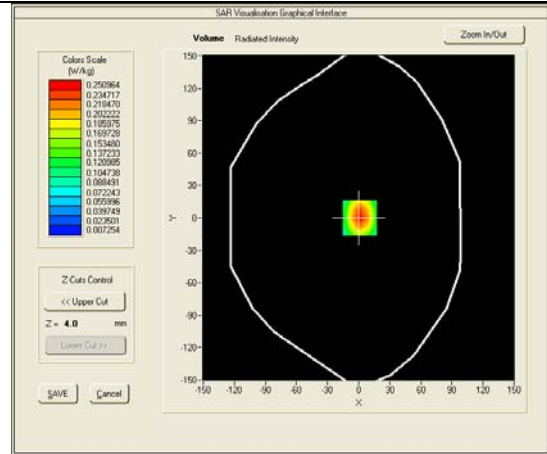 SAR Visualisation Graphical Interface
Volume Radiated Intensity
Zoom In/Out
Colors Scale
(W/kg)
0.250964
0.234717
0.218470
0.202222
0.185975
0.169728
0.153480
0.137233
0.120985
0.104738
0.088491
0.072243
0.055996
0.039749
0.023501
0.007254
Z Cuts Control
<< Upper Cut
Z = 4.0 mm
Lower Cut >>
SAVE
Cancel
150-
120-
90-
60-
30-
0-
-30-
-60-
-90-
-120-
-150-
Y
-150 -120 -90 -60 -30 0 30 60 90 120 150
X